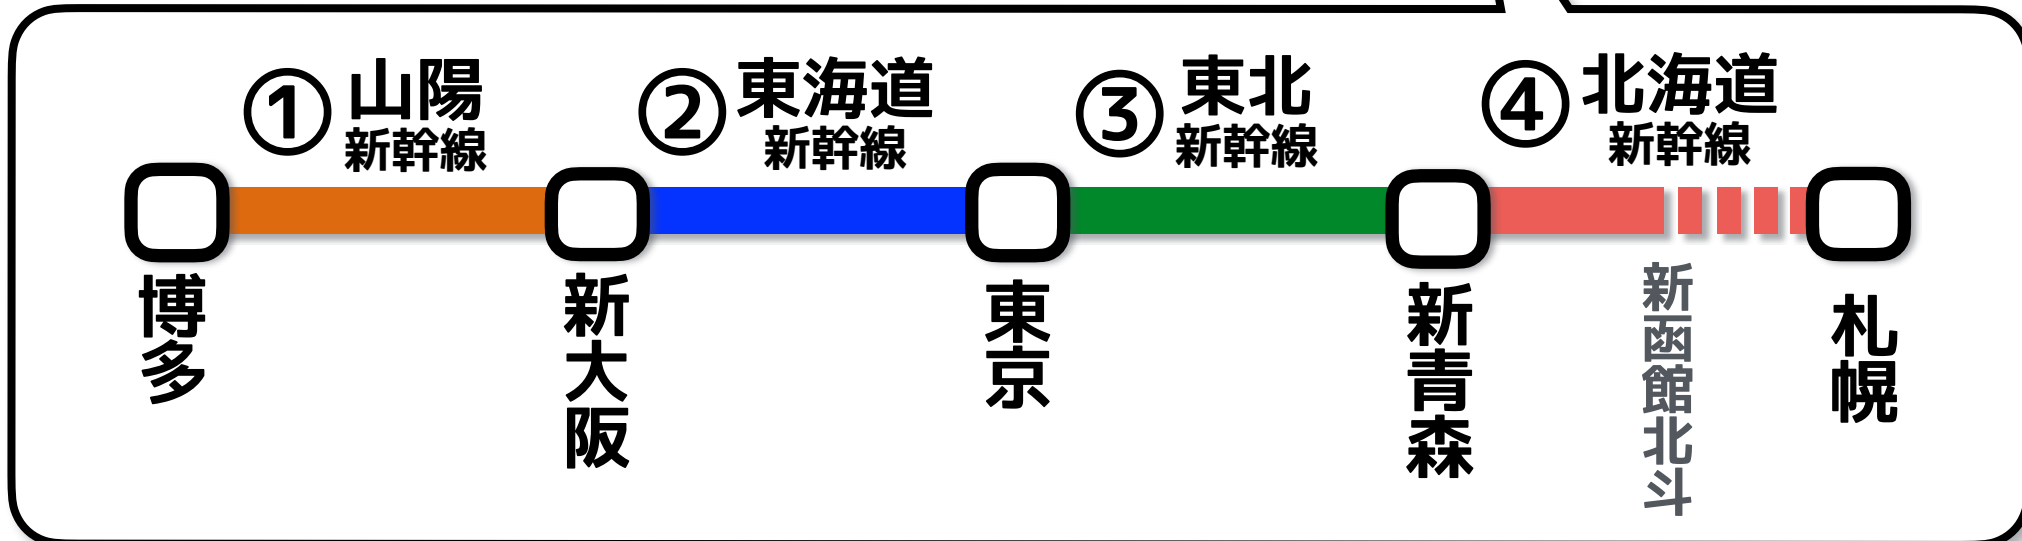 ① 山陽
新幹線
② 東海道
新幹線
③ 東北
新幹線
④ 北海道
新幹線
博多
新大阪
東京
新青森
新函館北斗
札幌